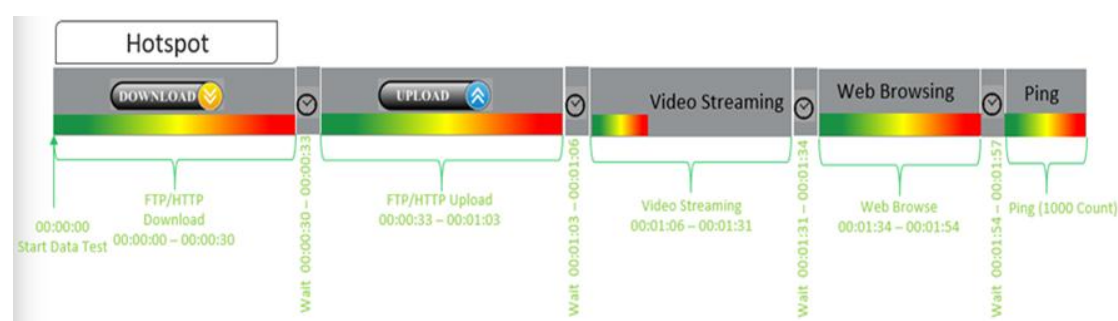 Hotspot
DOWNLOAD
UPLOAD
Video Streaming
Web Browsing
Ping
00:00:00
Start Data Test
FTP/HTTP
Download
00:00:00 – 00:00:30
Wait 00:00:30 – 00:00:33
FTP/HTTP Upload
00:00:33 – 00:01:03
Wait 00:01:03 – 00:01:06
Video Streaming
00:01:06 – 00:01:31
Wait 00:01:31 – 00:01:34
Web Browse
00:01:34 – 00:01:54
Wait 00:01:54 – 00:01:57
Ping (1000 Count)